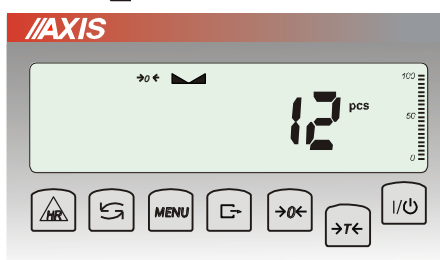 //AXIS
→0←
100
12 pcs
50
0
HR
MENU
→0←
→T←
I/⏻